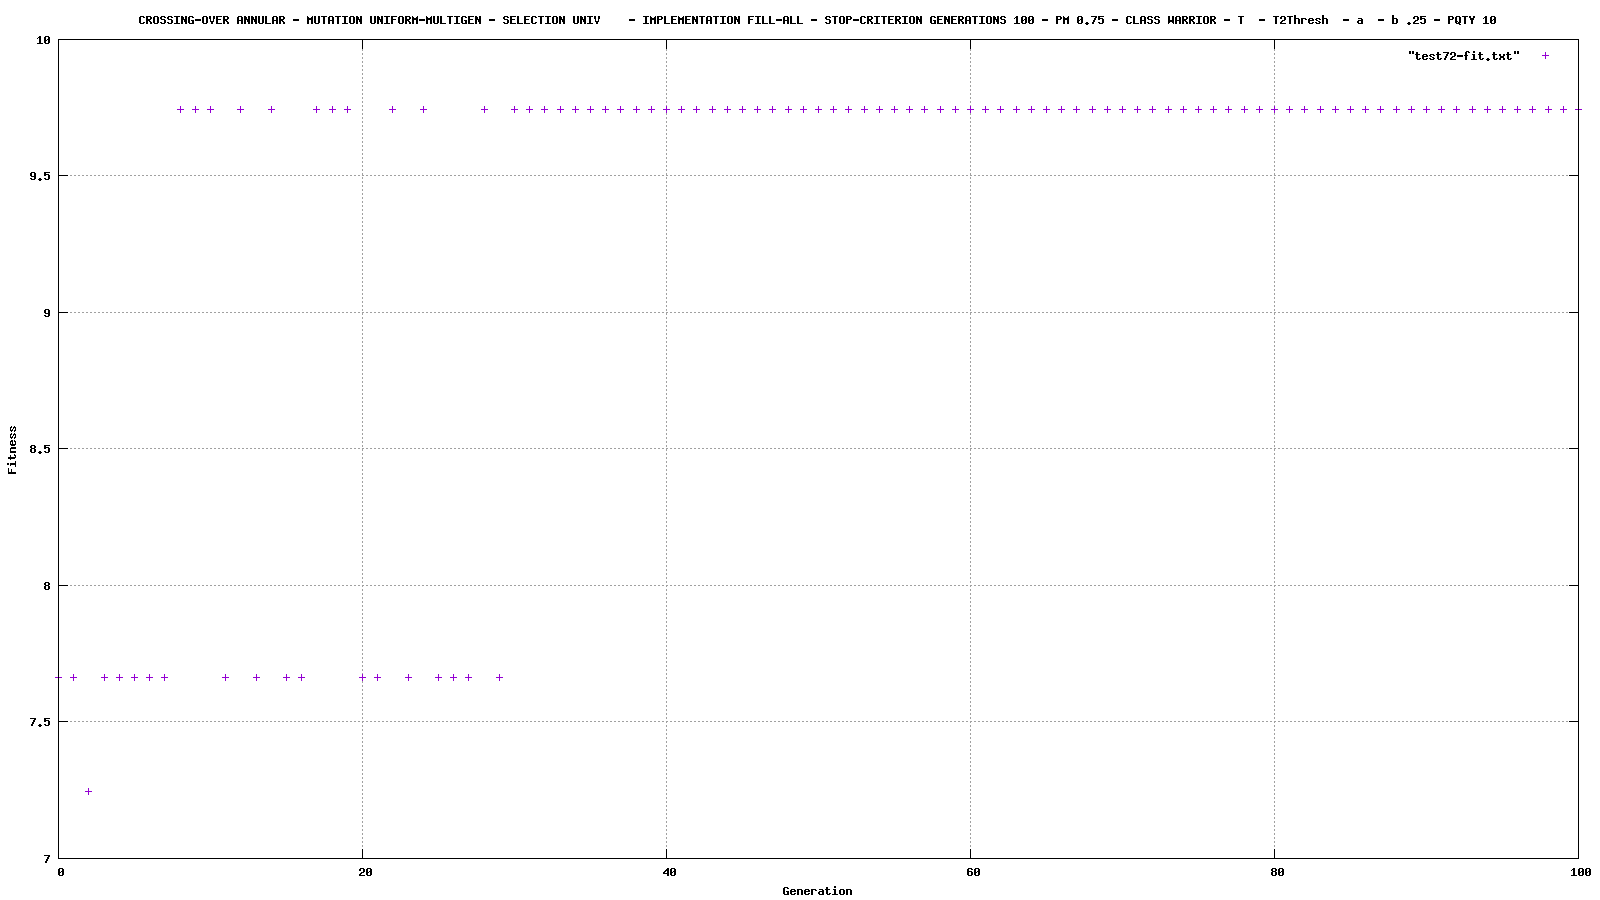 CROSSING-OVER ANNULAR - MUTATION UNIFORM-MULTIGEN - SELECTION UNIV    - IMPLEMENTATION FILL-ALL - STOP-CRITERION GENERATIONS 100 - PM 0.75 - CLASS WARRIOR - T  - T2Thresh  - a  - b .25 - PQTY 10
"test72-fit.txt"
10
9.5
9
8.5
8
7.5
7
Fitness
0 20 40 60 80 100
Generation